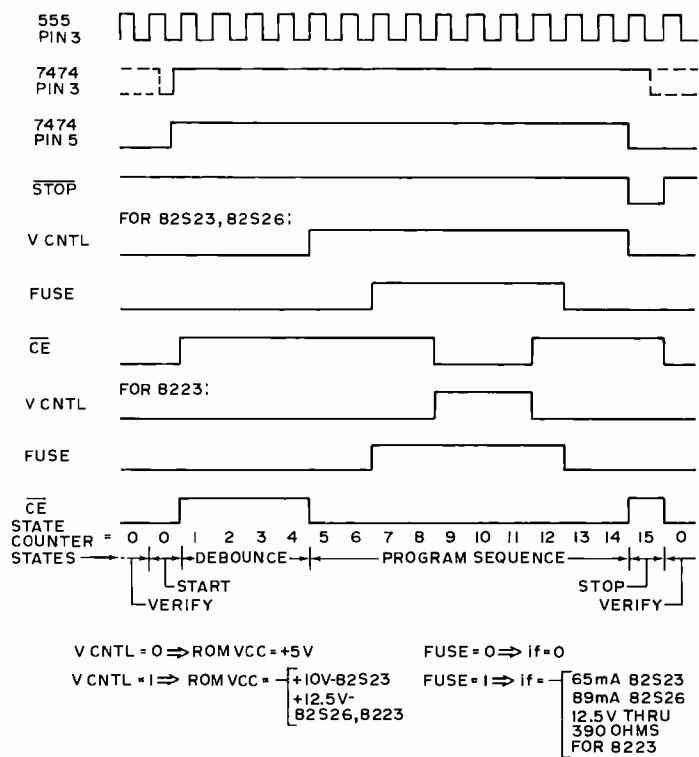 555
PIN 3
7474
PIN 3
7474
PIN 5
STOP
FOR 82S23, 82S26:
V CNTL
FUSE
CE
FOR 8223:
V CNTL
FUSE
CE
STATE
COUNTER =
STATES
0 0 1 2 3 4 5 6 7 8 9 10 11 12 13 14 15 0
DEBOUNCE
PROGRAM SEQUENCE
START
STOP
VERIFY
VERIFY
V CNTL = 0 ⇒ ROM VCC = +5V
V CNTL = 1 ⇒ ROM VCC =
+10V-82S23
+12.5V-
82S26,8223
FUSE = 0 ⇒ if = 0
FUSE = 1 ⇒ if =
65mA 82S23
89mA 82S26
12.5V THRU
390 OHMS
FOR 8223